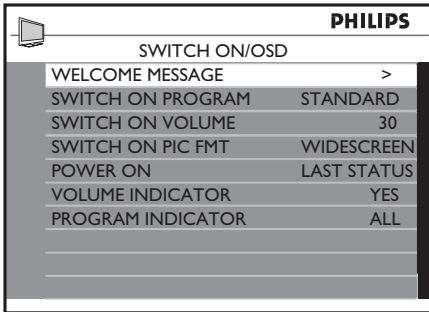 PHILIPS
SWITCH ON/OSD
WELCOME MESSAGE >
SWITCH ON PROGRAM STANDARD
SWITCH ON VOLUME 30
SWITCH ON PIC FMT WIDESCREEN
POWER ON LAST STATUS
VOLUME INDICATOR YES
PROGRAM INDICATOR ALL